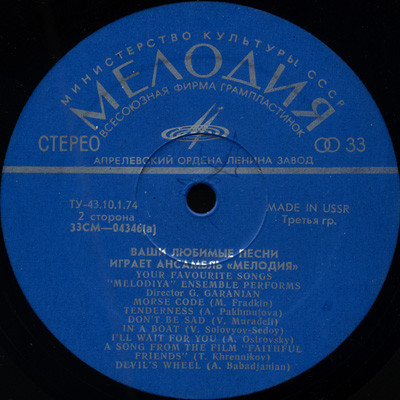 МИНИСТЕРСТВО КУЛЬТУРЫ СССР
МЕЛОДИЯ
ВСЕСОЮЗНАЯ ФИРМА ГРАМПЛАСТИНОК
СТЕРЕО
33
АПРЕЛЕВСКИЙ ОРДЕНА ЛЕНИНА ЗАВОД
ТУ-43.10.1.74
2 сторона
33СМ—04346(а)
MADE IN USSR
Третья гр.
ВАШИ ЛЮБИМЫЕ ПЕСНИ
ИГРАЕТ АНСАМБЛЬ «МЕЛОДИЯ»
YOUR FAVOURITE SONGS
"MELODIYA" ENSEMBLE PERFORMS
Director G. GARANIAN
MORSE CODE (M. Fradkin)
TENDERNESS (A. Pakhmutova)
DON'T BE SAD (V. Muradeli)
IN A BOAT (V. Solovyov-Sedoy)
I'LL WAIT FOR YOU (A. Ostrovsky)
A SONG FROM THE FILM "FAITHFUL
FRIENDS" (T. Khrennikov)
DEVIL'S WHEEL (A. Babadjanian)